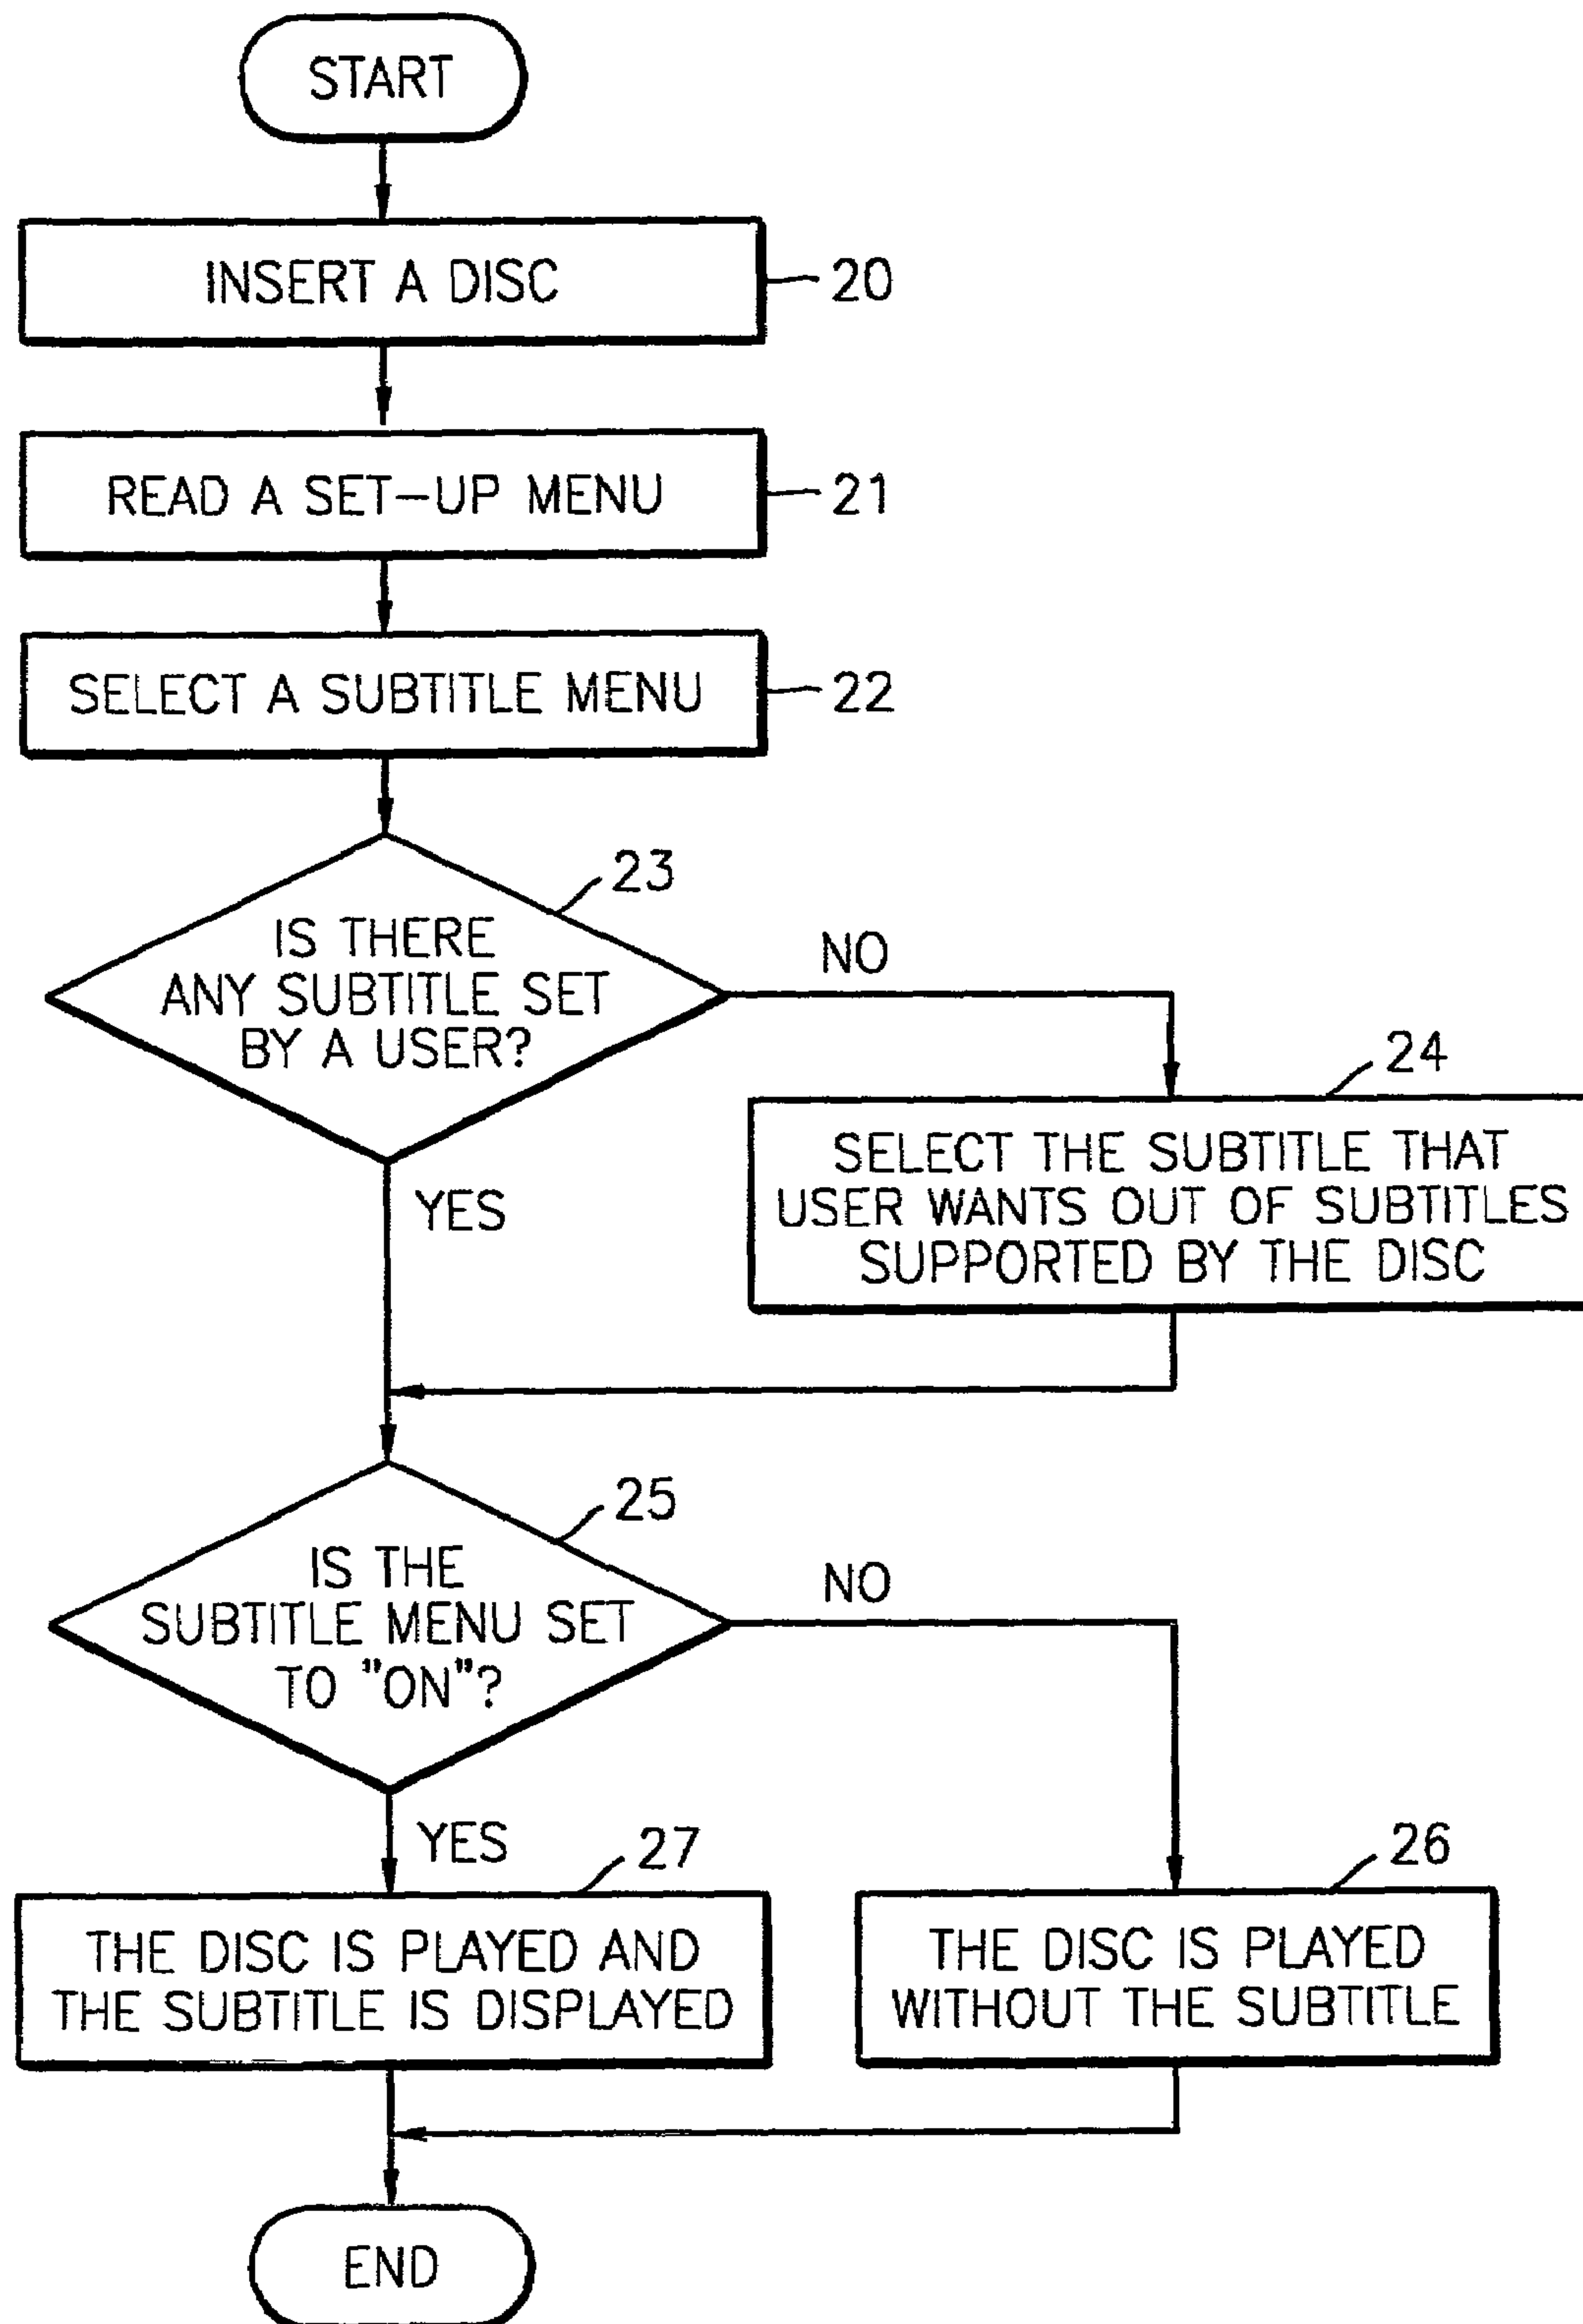 START
INSERT A DISC
20
READ A SET-UP MENU
21
SELECT A SUBTITLE MENU
22
23
IS THERE
ANY SUBTITLE SET
BY A USER?
NO
YES
24
SELECT THE SUBTITLE THAT
USER WANTS OUT OF SUBTITLES
SUPPORTED BY THE DISC
25
IS THE
SUBTITLE MENU SET
TO "ON"?
NO
YES
27
THE DISC IS PLAYED AND
THE SUBTITLE IS DISPLAYED
26
THE DISC IS PLAYED
WITHOUT THE SUBTITLE
END